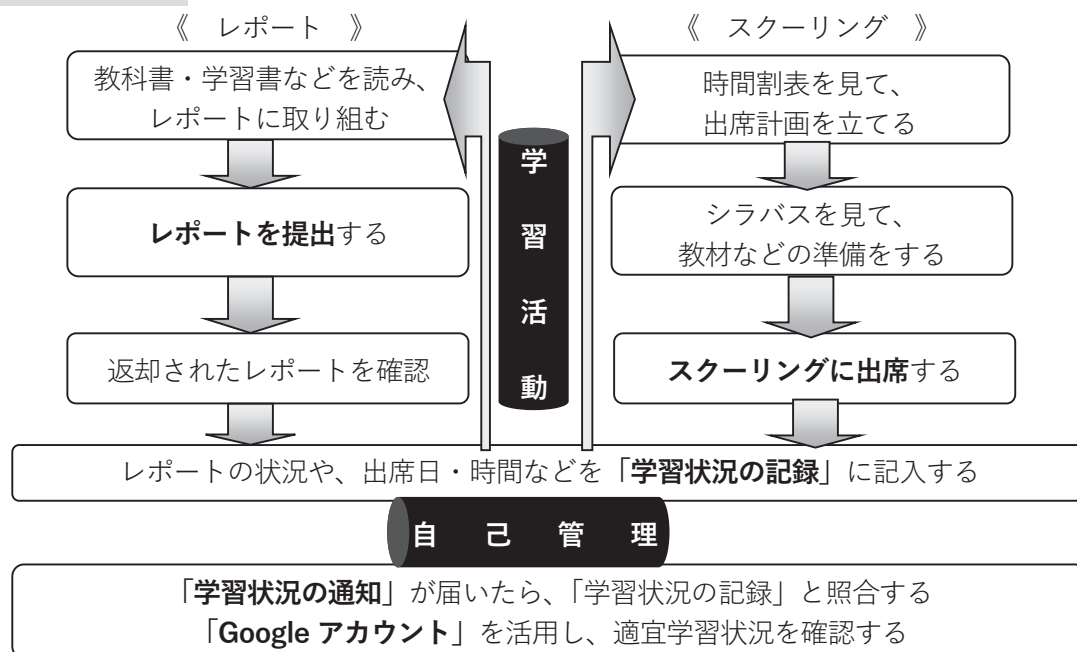 《 レポート 》
教科書・学習書などを読み、
レポートに取り組む
レポートを提出する
返却されたレポートを確認
学習活動
《 スクーリング 》
時間割表を見て、
出席計画を立てる
シラバスを見て、
教材などの準備をする
スクーリングに出席する
レポートの状況や、出席日・時間などを「学習状況の記録」に記入する
自己管理
「学習状況の通知」が届いたら、「学習状況の記録」と照合する
「Google アカウント」を活用し、適宜学習状況を確認する